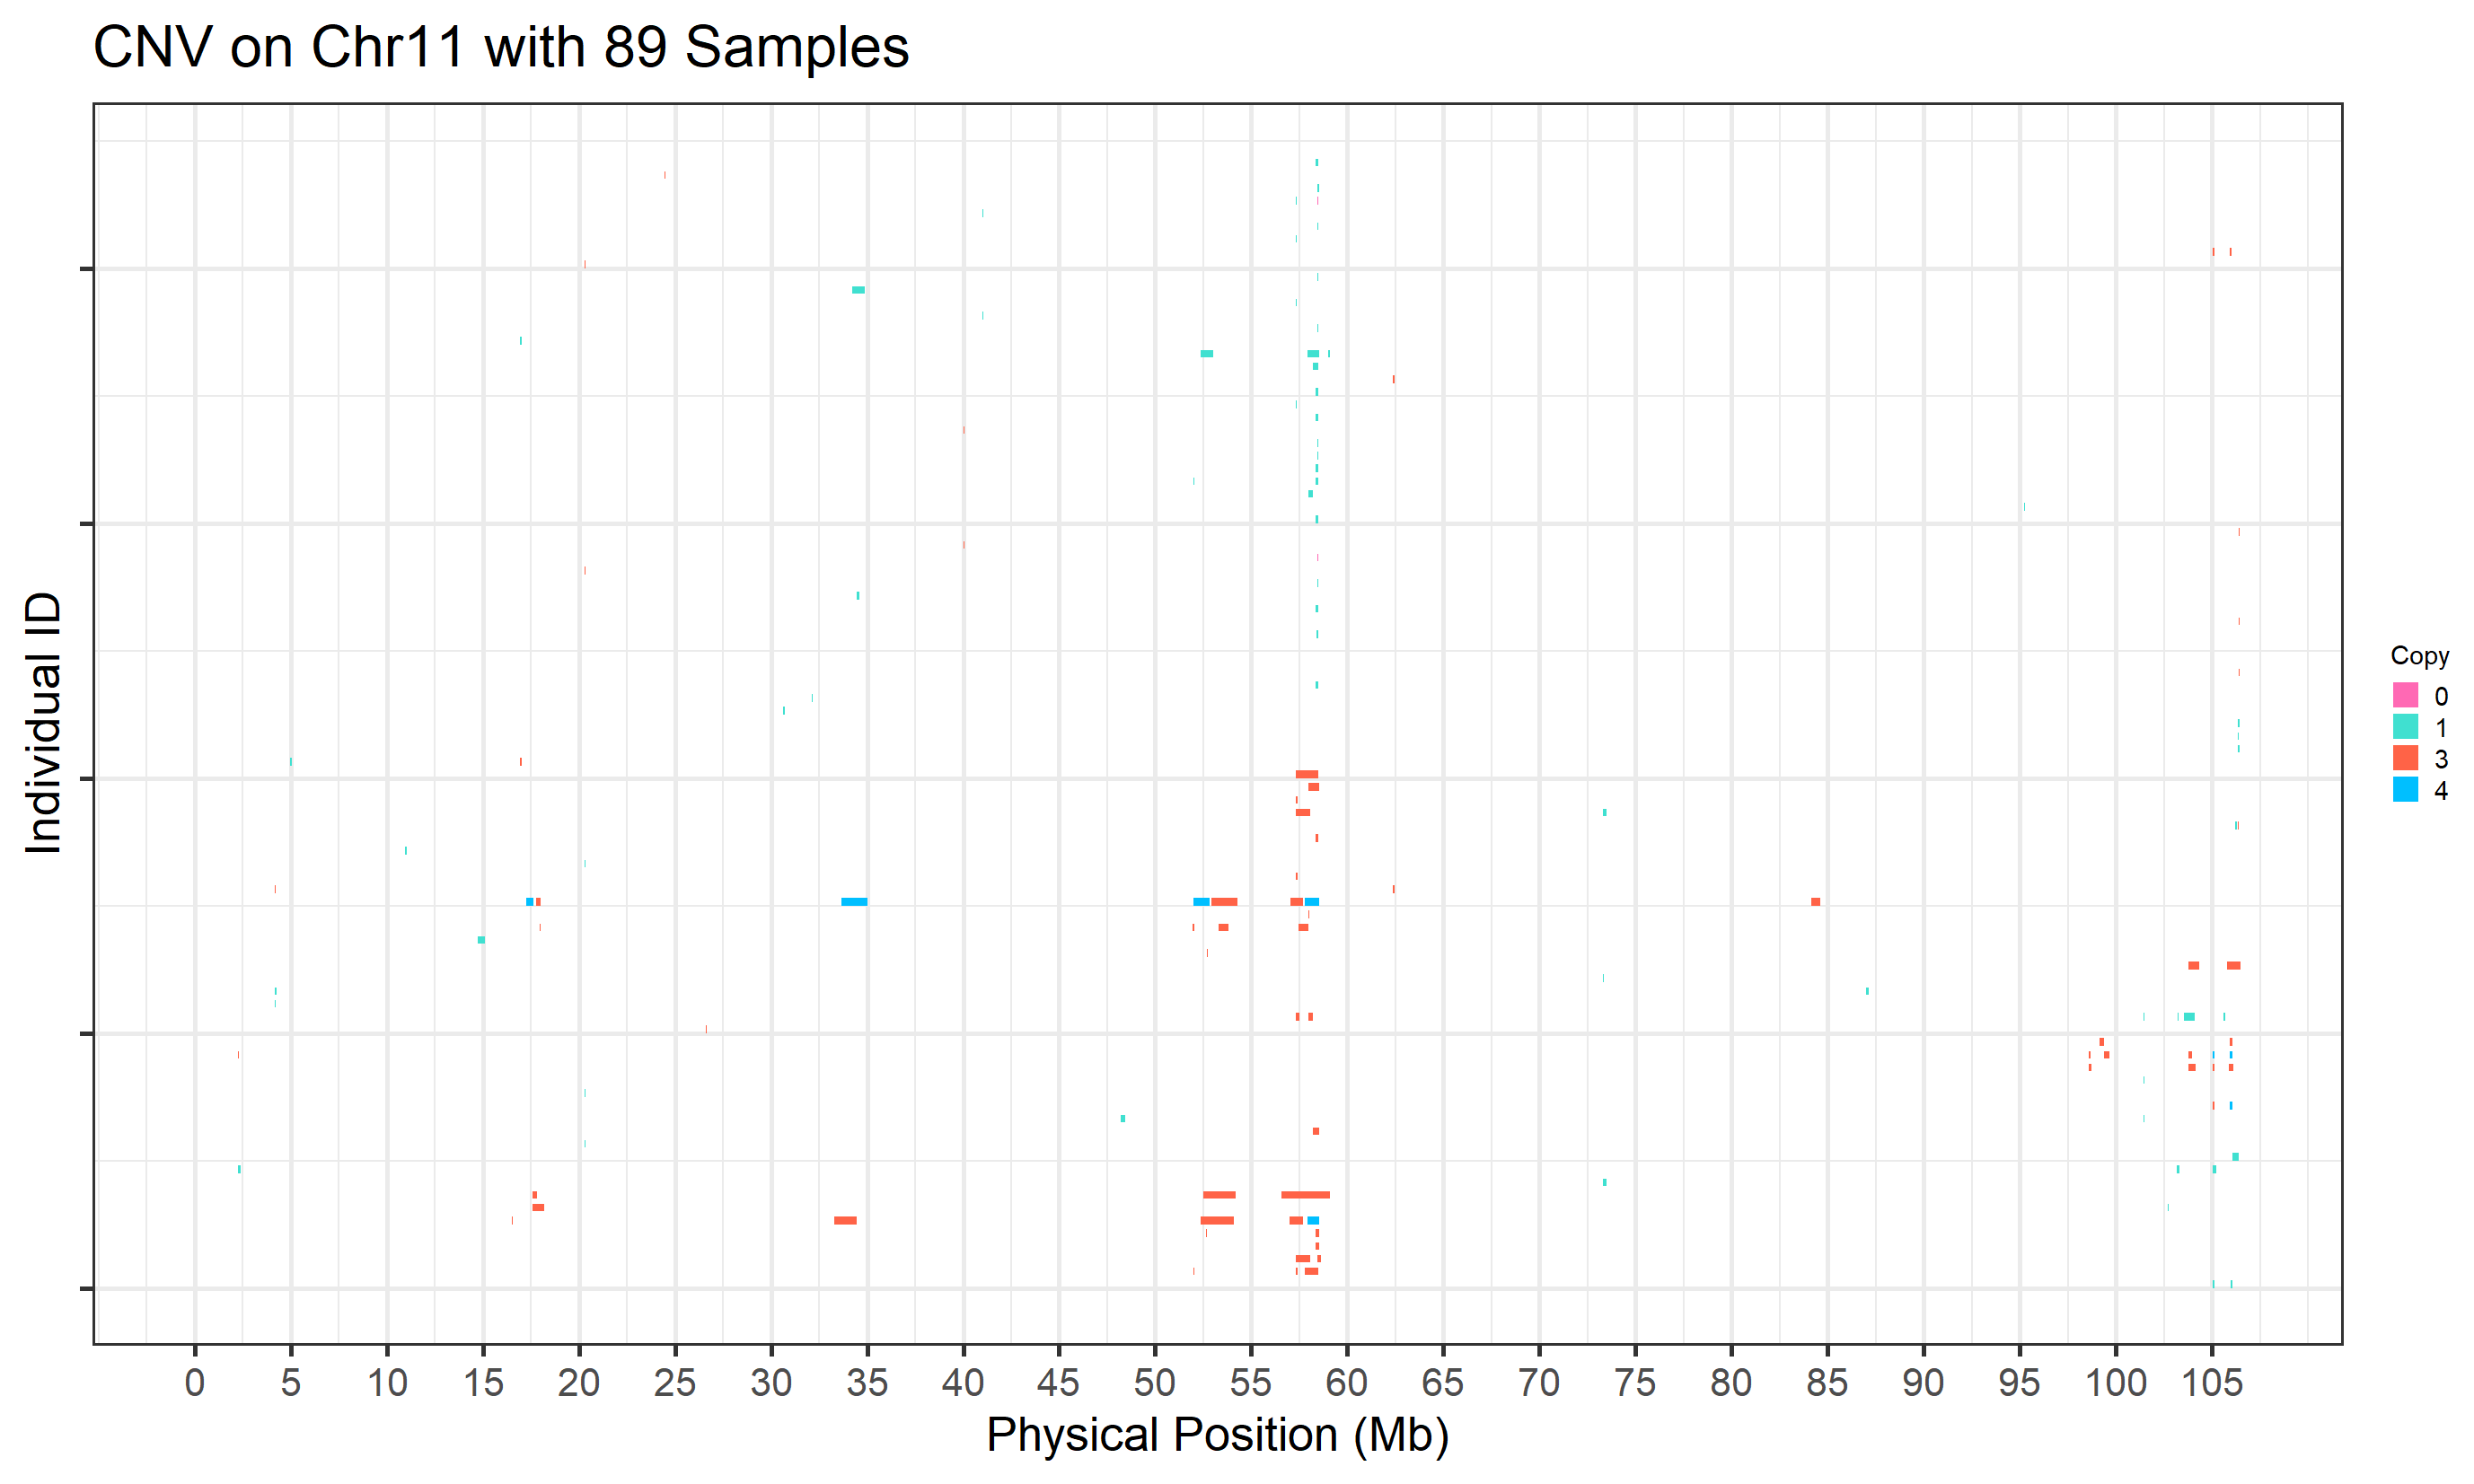 CNV on Chr11 with 89 Samples
Individual ID
Copy
0
1
3
4
0 5 10 15 20 25 30 35 40 45 50 55 60 65 70 75 80 85 90 95 100 105
Physical Position (Mb)